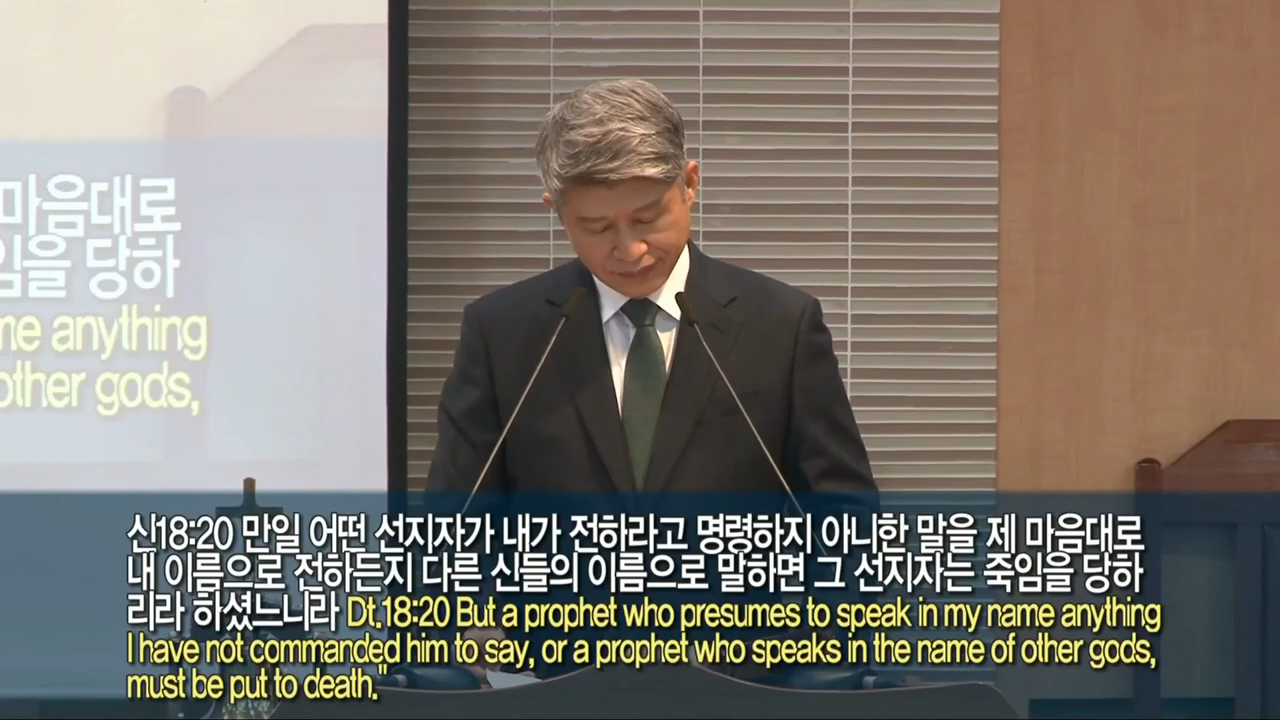 마음대로
임을 당하
me anything
other gods,
신18:20 만일 어떤 선지자가 내가 전하라고 명령하지 아니한 말을 제 마음대로
내 이름으로 전하든지 다른 신들의 이름으로 말하면 그 선지자는 죽임을 당하
리라 하셨느니라 Dt.18:20 But a prophet who presumes to speak in my name anything
I have not commanded him to say, or a prophet who speaks in the name of other gods,
must be put to death."